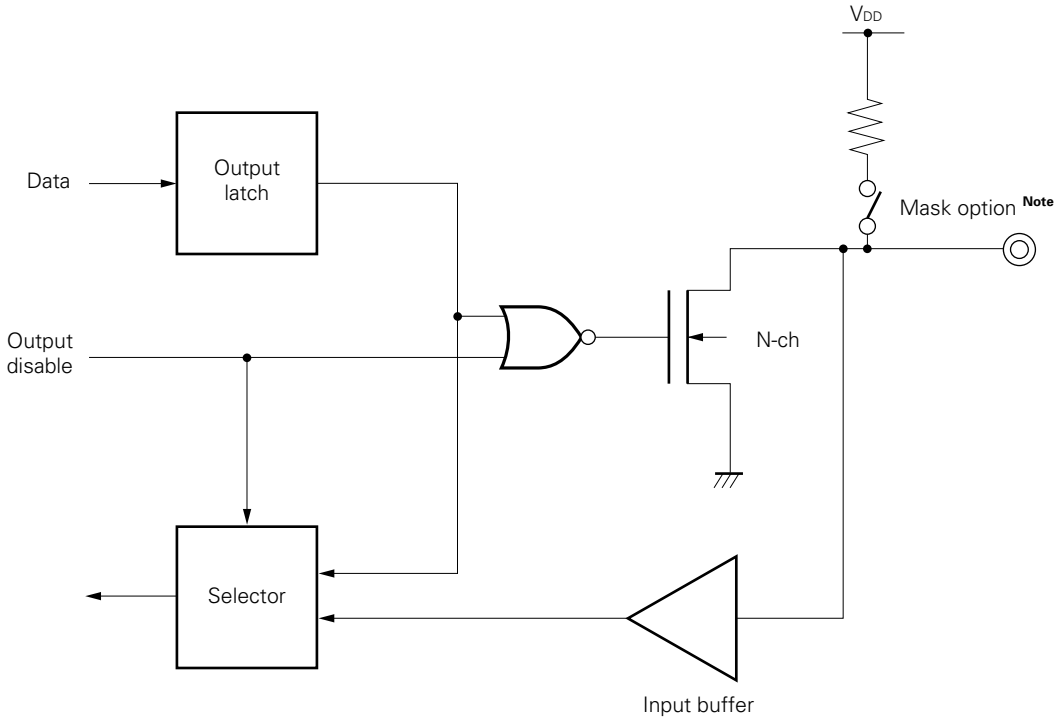 VDD
Data
Output
latch
Mask option Note
Output
disable
N-ch
Selector
Input buffer